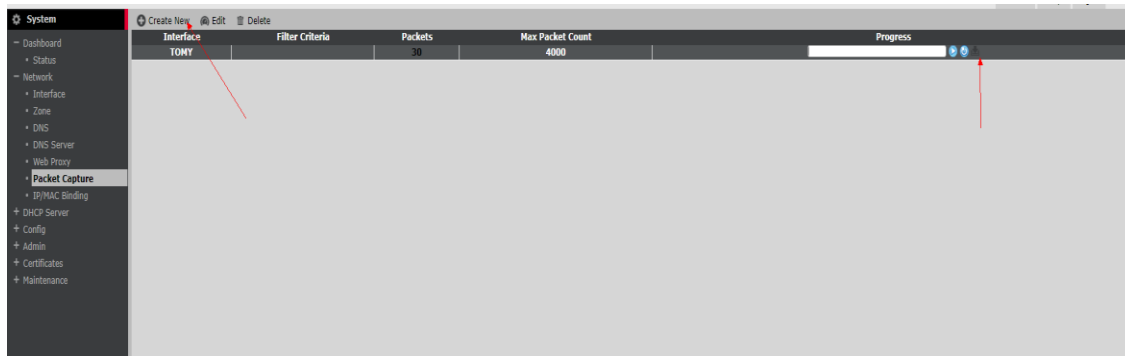 System
Create New Edit Delete
Interface Filter Criteria Packets Max Packet Count Progress
TOMY 30 4000
− Dashboard
• Status
− Network
• Interface
• Zone
• DNS
• DNS Server
• Web Proxy
• Packet Capture
• IP/MAC Binding
+ DHCP Server
+ Config
+ Admin
+ Certificates
+ Maintenance